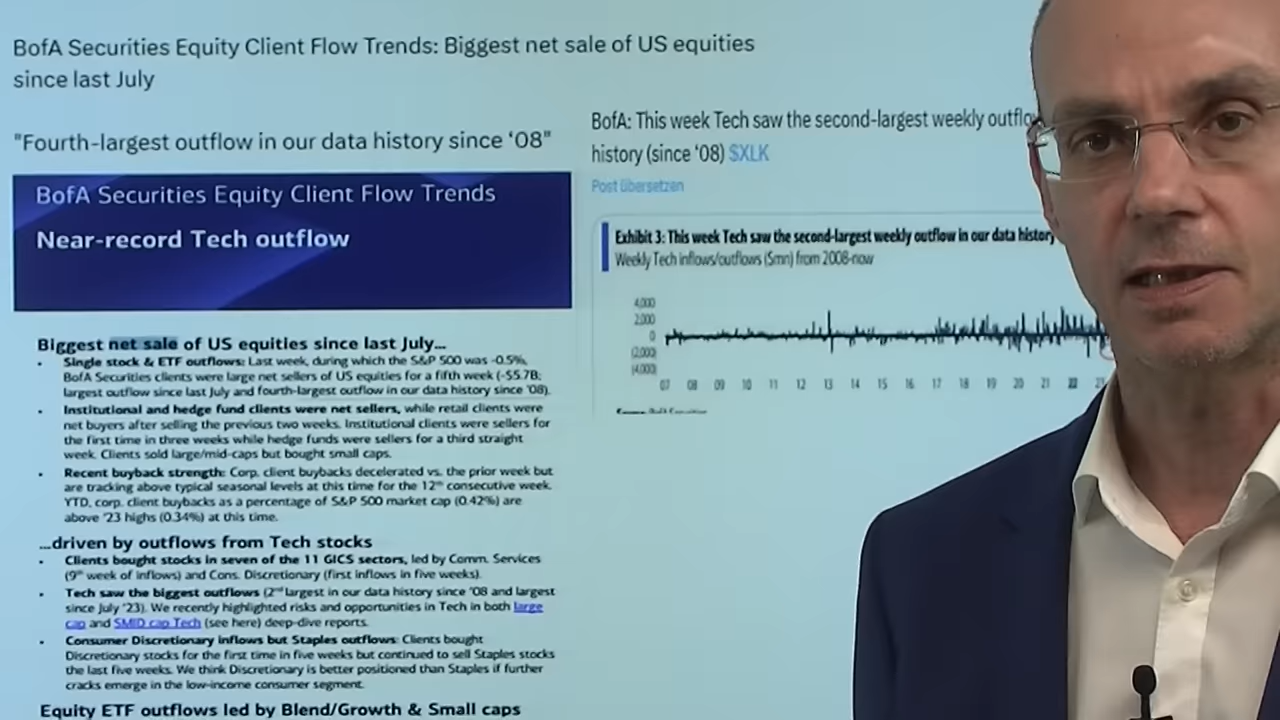 BofA Securities Equity Client Flow Trends: Biggest net sale of US equities
since last July
"Fourth-largest outflow in our data history since ‘08"
BofA Securities Equity Client Flow Trends
Near-record Tech outflow
Biggest net sale of US equities since last July…
• Single stock & ETF outflows: Last week, during which the S&P 500 was -0.5%,
BofA Securities clients were large net sellers of US equities for a fifth week (-$5.7B;
largest outflow since last July and fourth-largest outflow in our data history since ‘08).
• Institutional and hedge fund clients were net sellers, while retail clients were
net buyers after selling the previous two weeks. Institutional clients were sellers for
the first time in three weeks while hedge funds were sellers for a third straight
week. Clients sold large/mid-caps but bought small caps.
• Recent buyback strength: Corp. client buybacks decelerated vs. the prior week but
are tracking above typical seasonal levels at this time for the 12th consecutive week.
YTD, corp. client buybacks as a percentage of S&P 500 market cap (0.42%) are
above ‘23 highs (0.34%) at this time.
…driven by outflows from Tech stocks
• Clients bought stocks in seven of the 11 GICS sectors, led by Comm. Services
(9th week of inflows) and Cons. Discretionary (first inflows in five weeks).
• Tech saw the biggest outflows (2nd largest in our data history since ‘08 and largest
since July ‘23). We recently highlighted risks and opportunities in Tech in both large
cap and SMID cap Tech (see here) deep-dive reports.
• Consumer Discretionary inflows but Staples outflows: Clients bought
Discretionary stocks for the first time in five weeks but continued to sell Staples stocks
the last five weeks. We think Discretionary is better positioned than Staples if further
cracks emerge in the low-income consumer segment.
Equity ETF outflows led by Blend/Growth & Small caps
BofA: This week Tech saw the second-largest weekly
history (since ‘08) $XLK
Post übersetzen
Exhibit 3: This week Tech saw the second-largest weekly outflow in our data history
Weekly Tech inflows/outflows ($mn) from 2008-now
4,000
2,000
0
(2,000)
(4,000)
07 08 09 10 11 12 13 14 15 16 17 18 19 20 21 22